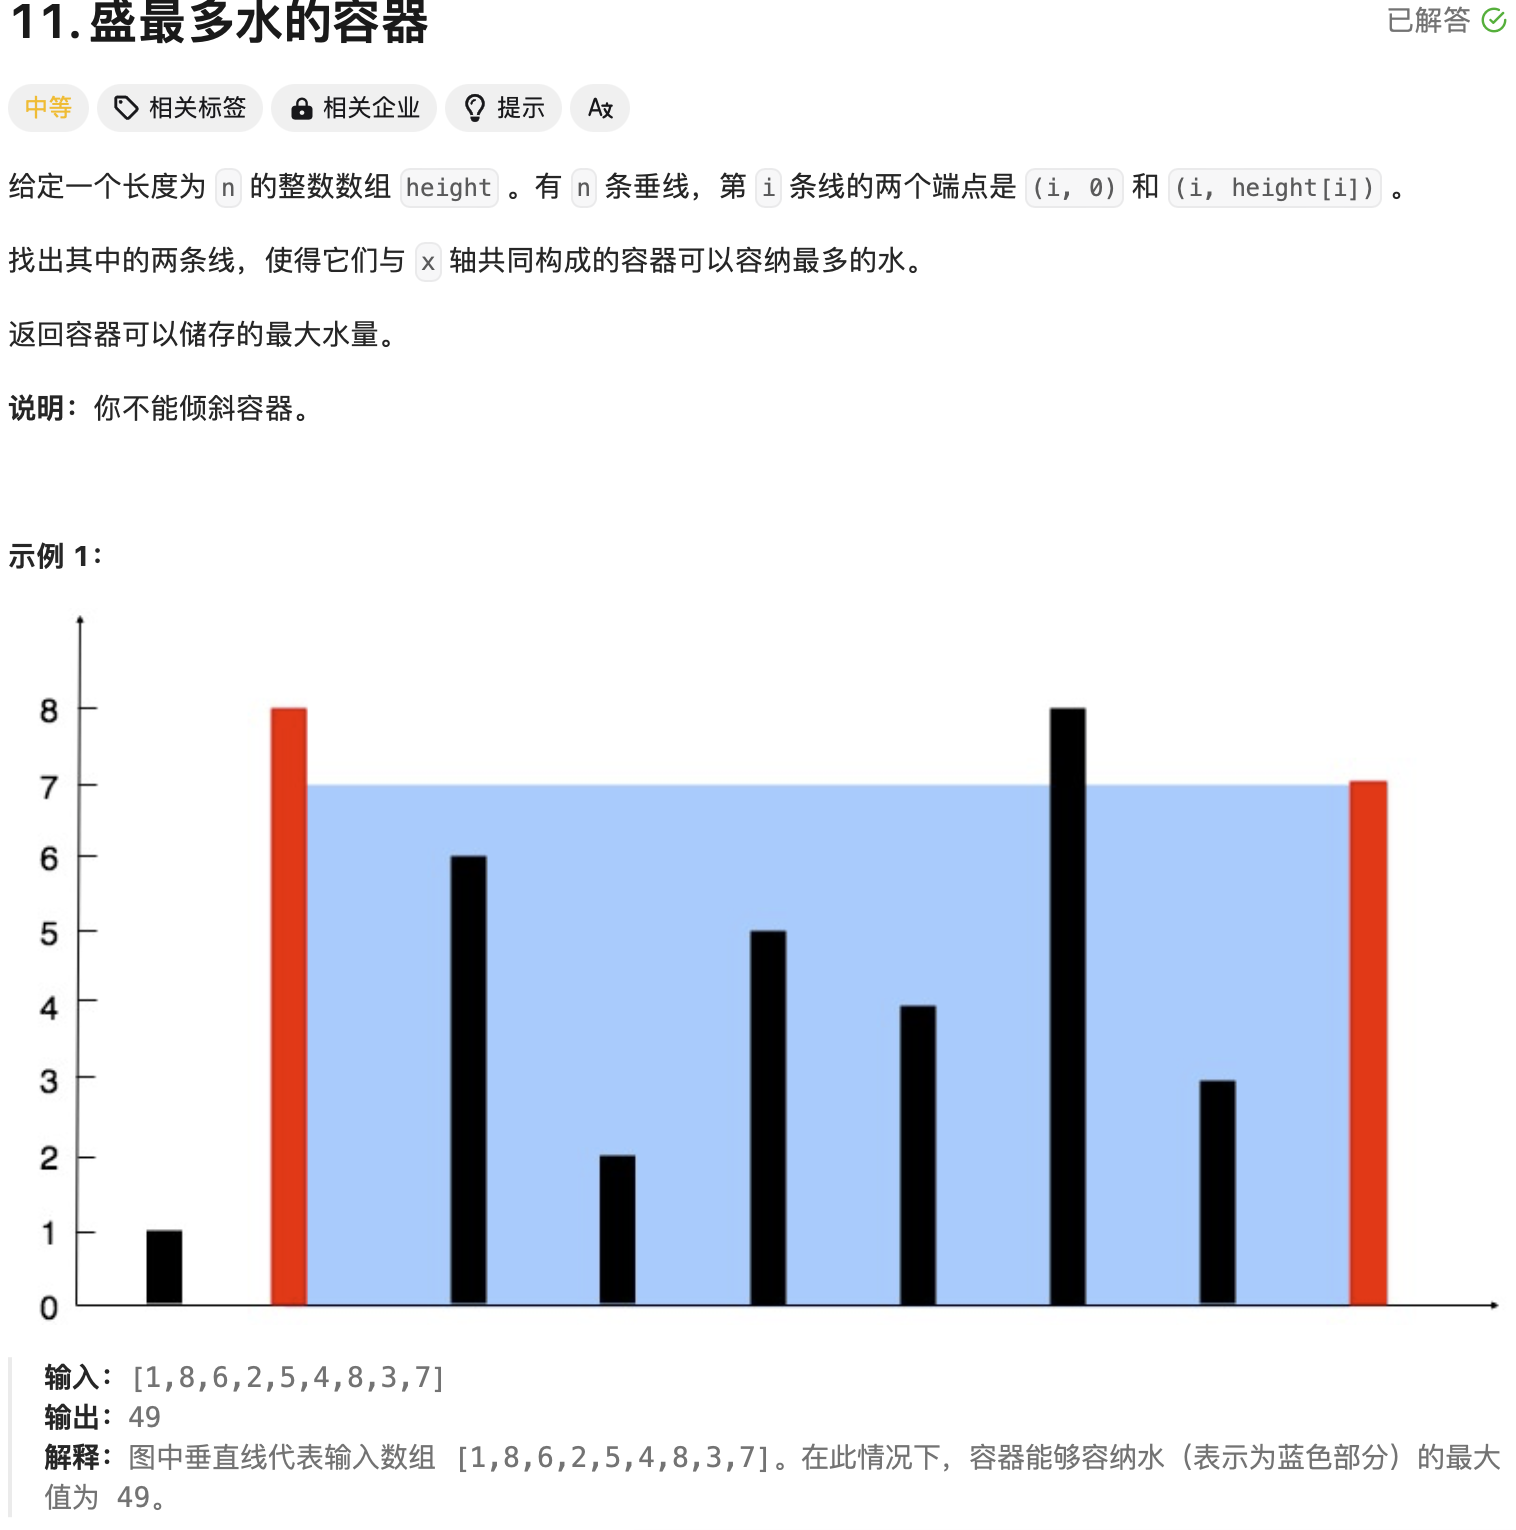 11. 盛最多水的容器
已解答
中等 相关标签 相关企业 提示
给定一个长度为 n 的整数数组 height 。有 n 条垂线，第 i 条线的两个端点是 (i, 0) 和 (i, height[i]) 。
找出其中的两条线，使得它们与 x 轴共同构成的容器可以容纳最多的水。
返回容器可以储存的最大水量。
说明：你不能倾斜容器。
示例 1：
8
7
6
5
4
3
2
1
0
输入：[1,8,6,2,5,4,8,3,7]
输出：49
解释：图中垂直线代表输入数组 [1,8,6,2,5,4,8,3,7]。在此情况下，容器能够容纳水（表示为蓝色部分）的最大
值为 49。